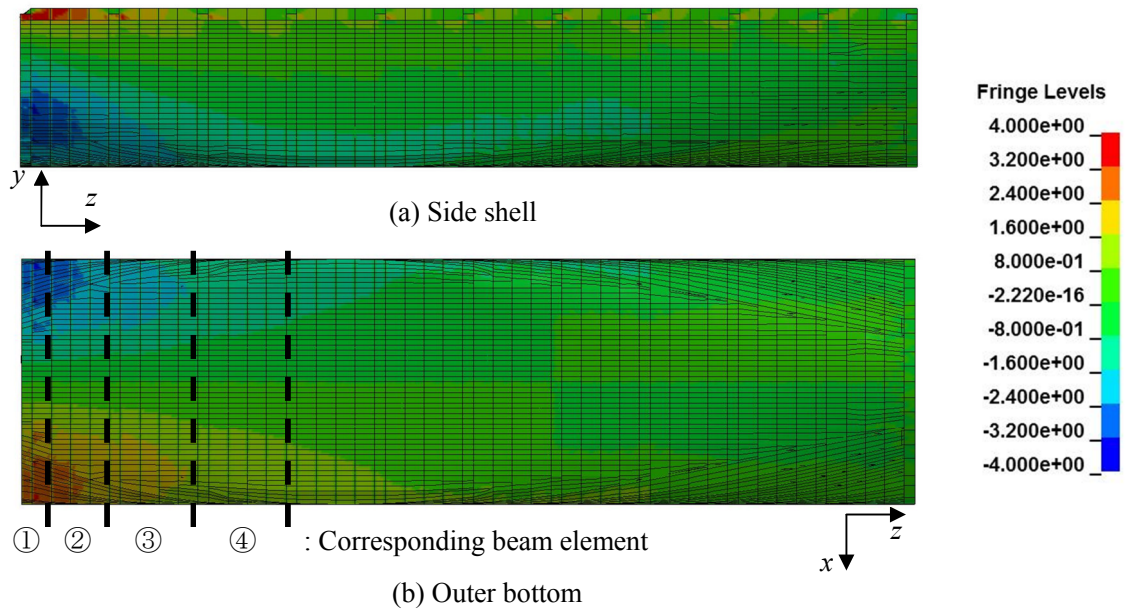 y
z
(a) Side shell
① ② ③ ④ : Corresponding beam element
x
z
(b) Outer bottom
Fringe Levels
4.000e+00
3.200e+00
2.400e+00
1.600e+00
8.000e-01
-2.220e-16
-8.000e-01
-1.600e+00
-2.400e+00
-3.200e+00
-4.000e+00